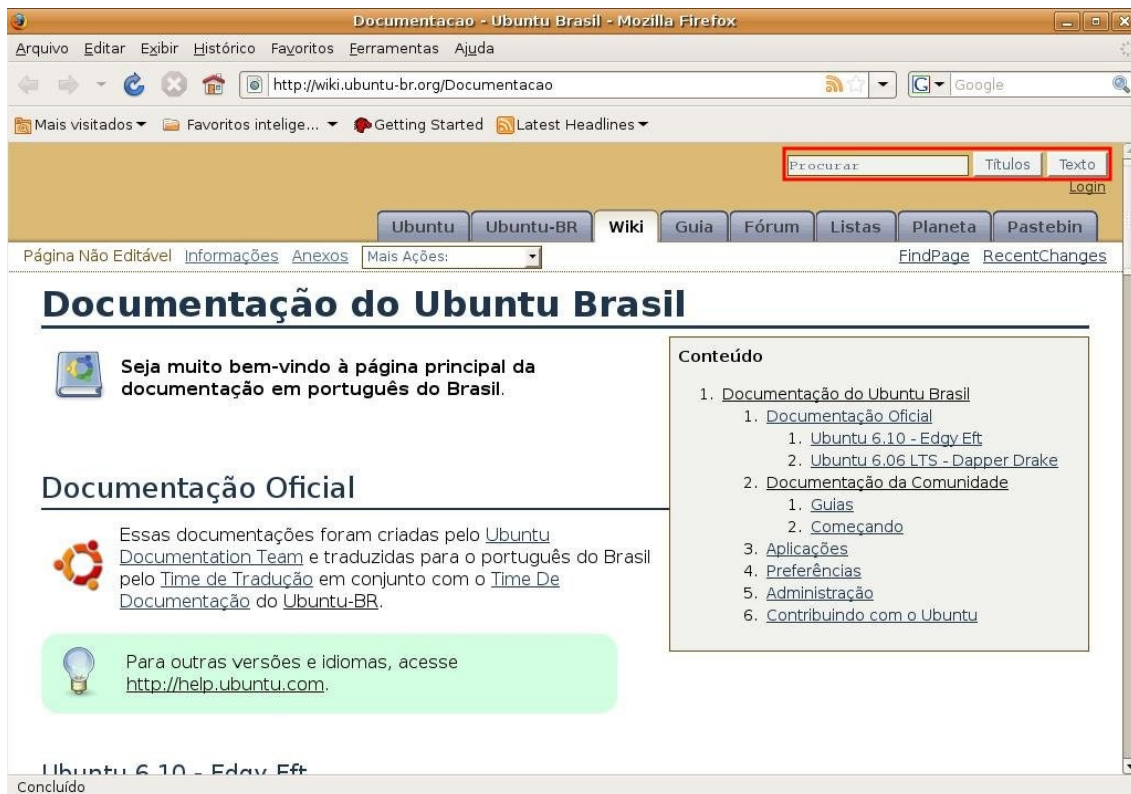 Documentacao - Ubuntu Brasil - Mozilla Firefox
Arquivo Editar Exibir Histórico Favoritos Ferramentas Ajuda
http://wiki.ubuntu-br.org/Documentacao Google
Mais visitados Favoritos intelige... Getting Started Latest Headlines
Procurar Títulos Texto
Login
Ubuntu Ubuntu-BR Wiki Guia Fórum Listas Planeta Pastebin
Página Não Editável Informações Anexos Mais Ações: FindPage RecentChanges
Documentação do Ubuntu Brasil
Seja muito bem-vindo à página principal da
documentação em português do Brasil.
Conteúdo
1. Documentação do Ubuntu Brasil
1. Documentação Oficial
1. Ubuntu 6.10 - Edgy Eft
2. Ubuntu 6.06 LTS - Dapper Drake
2. Documentação da Comunidade
1. Guias
2. Começando
3. Aplicações
4. Preferências
5. Administração
6. Contribuindo com o Ubuntu
Documentação Oficial
Essas documentações foram criadas pelo Ubuntu
Documentation Team e traduzidas para o português do Brasil
pelo Time de Tradução em conjunto com o Time De
Documentação do Ubuntu-BR.
Para outras versões e idiomas, acesse
http://help.ubuntu.com.
Ubuntu 6.10 - Edgy Eft
Concluído